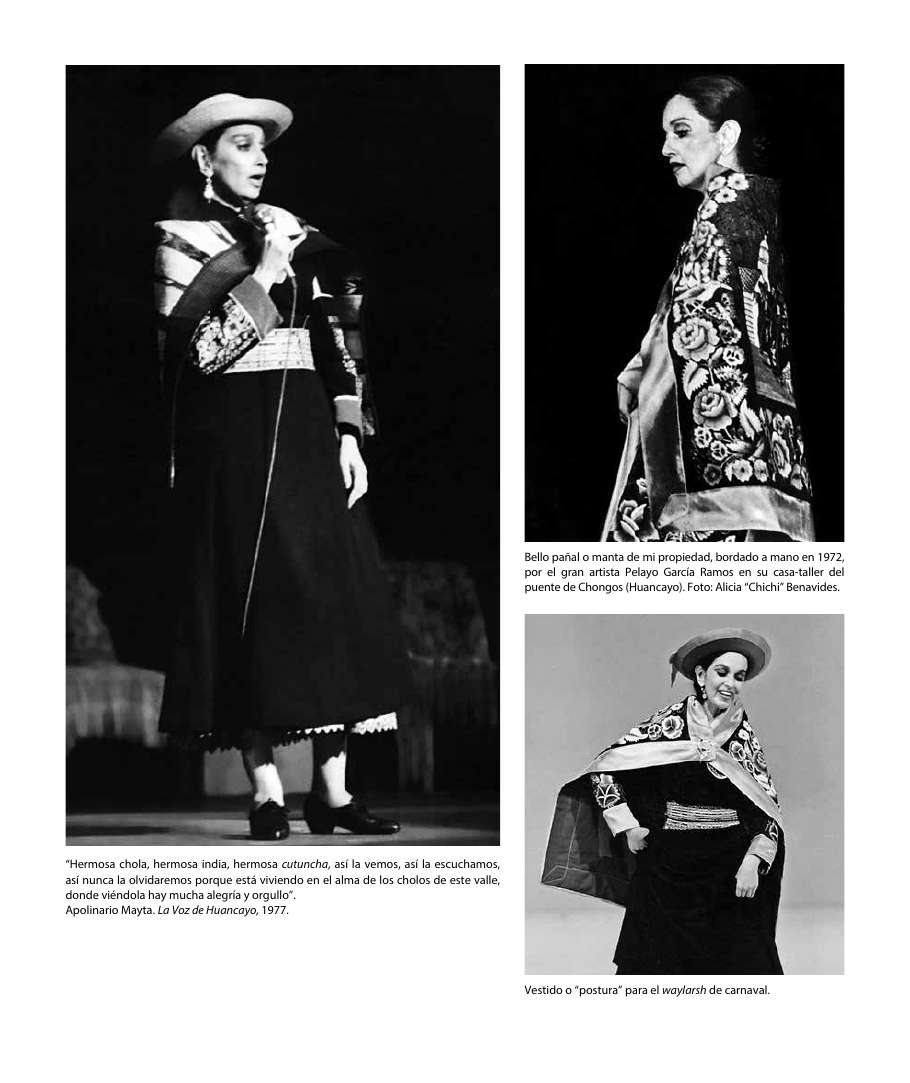 “Hermosa chola, hermosa india, hermosa cutuncha, así la vemos, así la escuchamos,
así nunca la olvidaremos porque está viviendo en el alma de los cholos de este valle,
donde viéndola hay mucha alegría y orgullo”.
Apolinario Mayta. La Voz de Huancayo, 1977.
Bello pañal o manta de mi propiedad, bordado a mano en 1972,
por el gran artista Pelayo García Ramos en su casa-taller del
puente de Chongos (Huancayo). Foto: Alicia “Chichi” Benavides.
Vestido o “postura” para el waylarsh de carnaval.